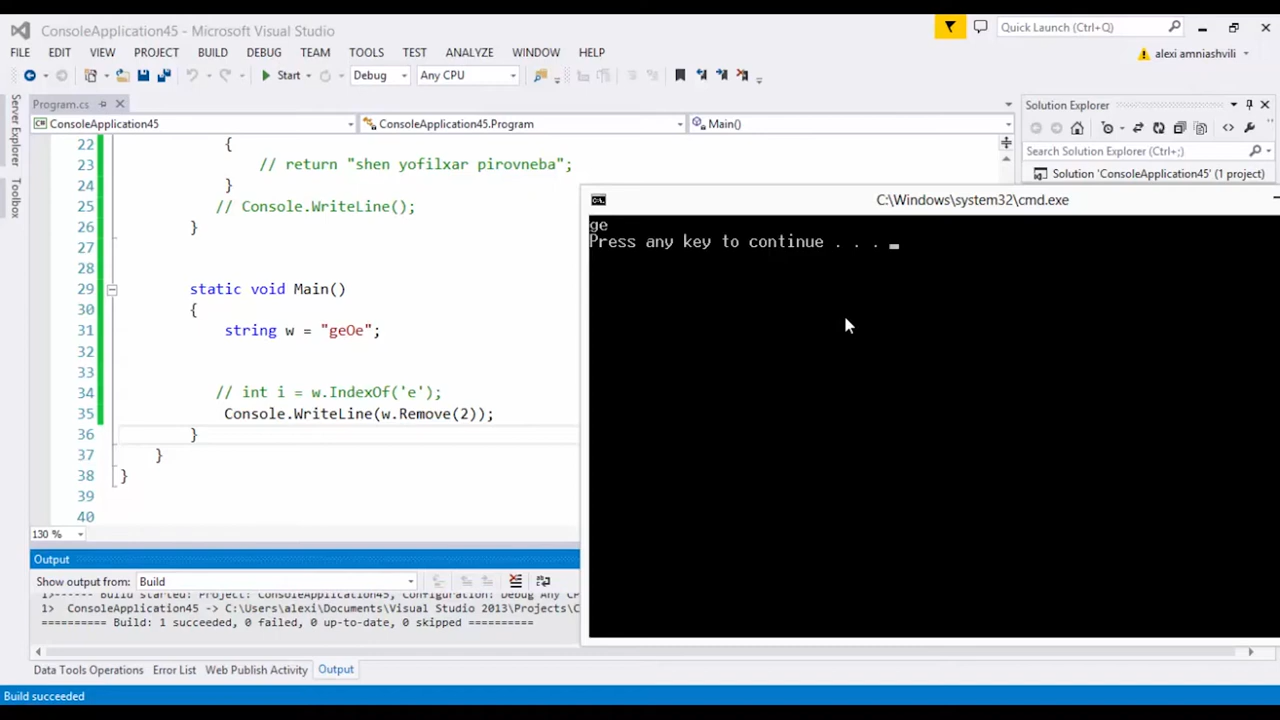 ConsoleApplication45 - Microsoft Visual Studio
Quick Launch (Ctrl+Q)
FILE EDIT VIEW PROJECT BUILD DEBUG TEAM TOOLS TEST ANALYZE WINDOW HELP
alexi amniashvili
Start Debug Any CPU
Server Explorer
Toolbox
Program.cs
ConsoleApplication45 ConsoleApplication45.Program Main()
22 {
23 // return "shen yofilxar pirovneba";
24 }
25 // Console.WriteLine();
26 }
27
28
29 static void Main()
30 {
31 string w = "geOe";
32
33
34 // int i = w.IndexOf('e');
35 Console.WriteLine(w.Remove(2));
36 }
37 }
38 }
39
40
130 %
Solution Explorer
Search Solution Explorer (Ctrl+;)
Solution 'ConsoleApplication45' (1 project)
C:\Windows\system32\cmd.exe
ge
Press any key to continue . . .
Output
Show output from: Build
1>------ Build started: Project: ConsoleApplication45, Configuration: Debug Any CP
1> ConsoleApplication45 -> C:\Users\alexi\Documents\Visual Studio 2013\Projects\C
========== Build: 1 succeeded, 0 failed, 0 up-to-date, 0 skipped ==========
Data Tools Operations Error List Web Publish Activity Output
Build succeeded